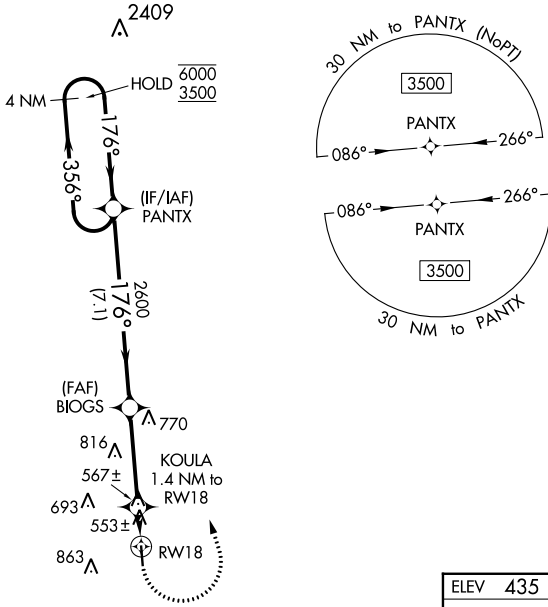 2409
HOLD 6000
3500
4 NM
176°
356°
(IF/IAF)
PANTX
2600
176°
(7.1)
(FAF)
BIOGS
770
816
KOULA
1.4 NM to
RW18
567±
693
553±
RW18
863
30 NM to PANTX (NoPT)
3500
PANTX
086°
266°
086°
266°
PANTX
3500
30 NM to PANTX
ELEV 435